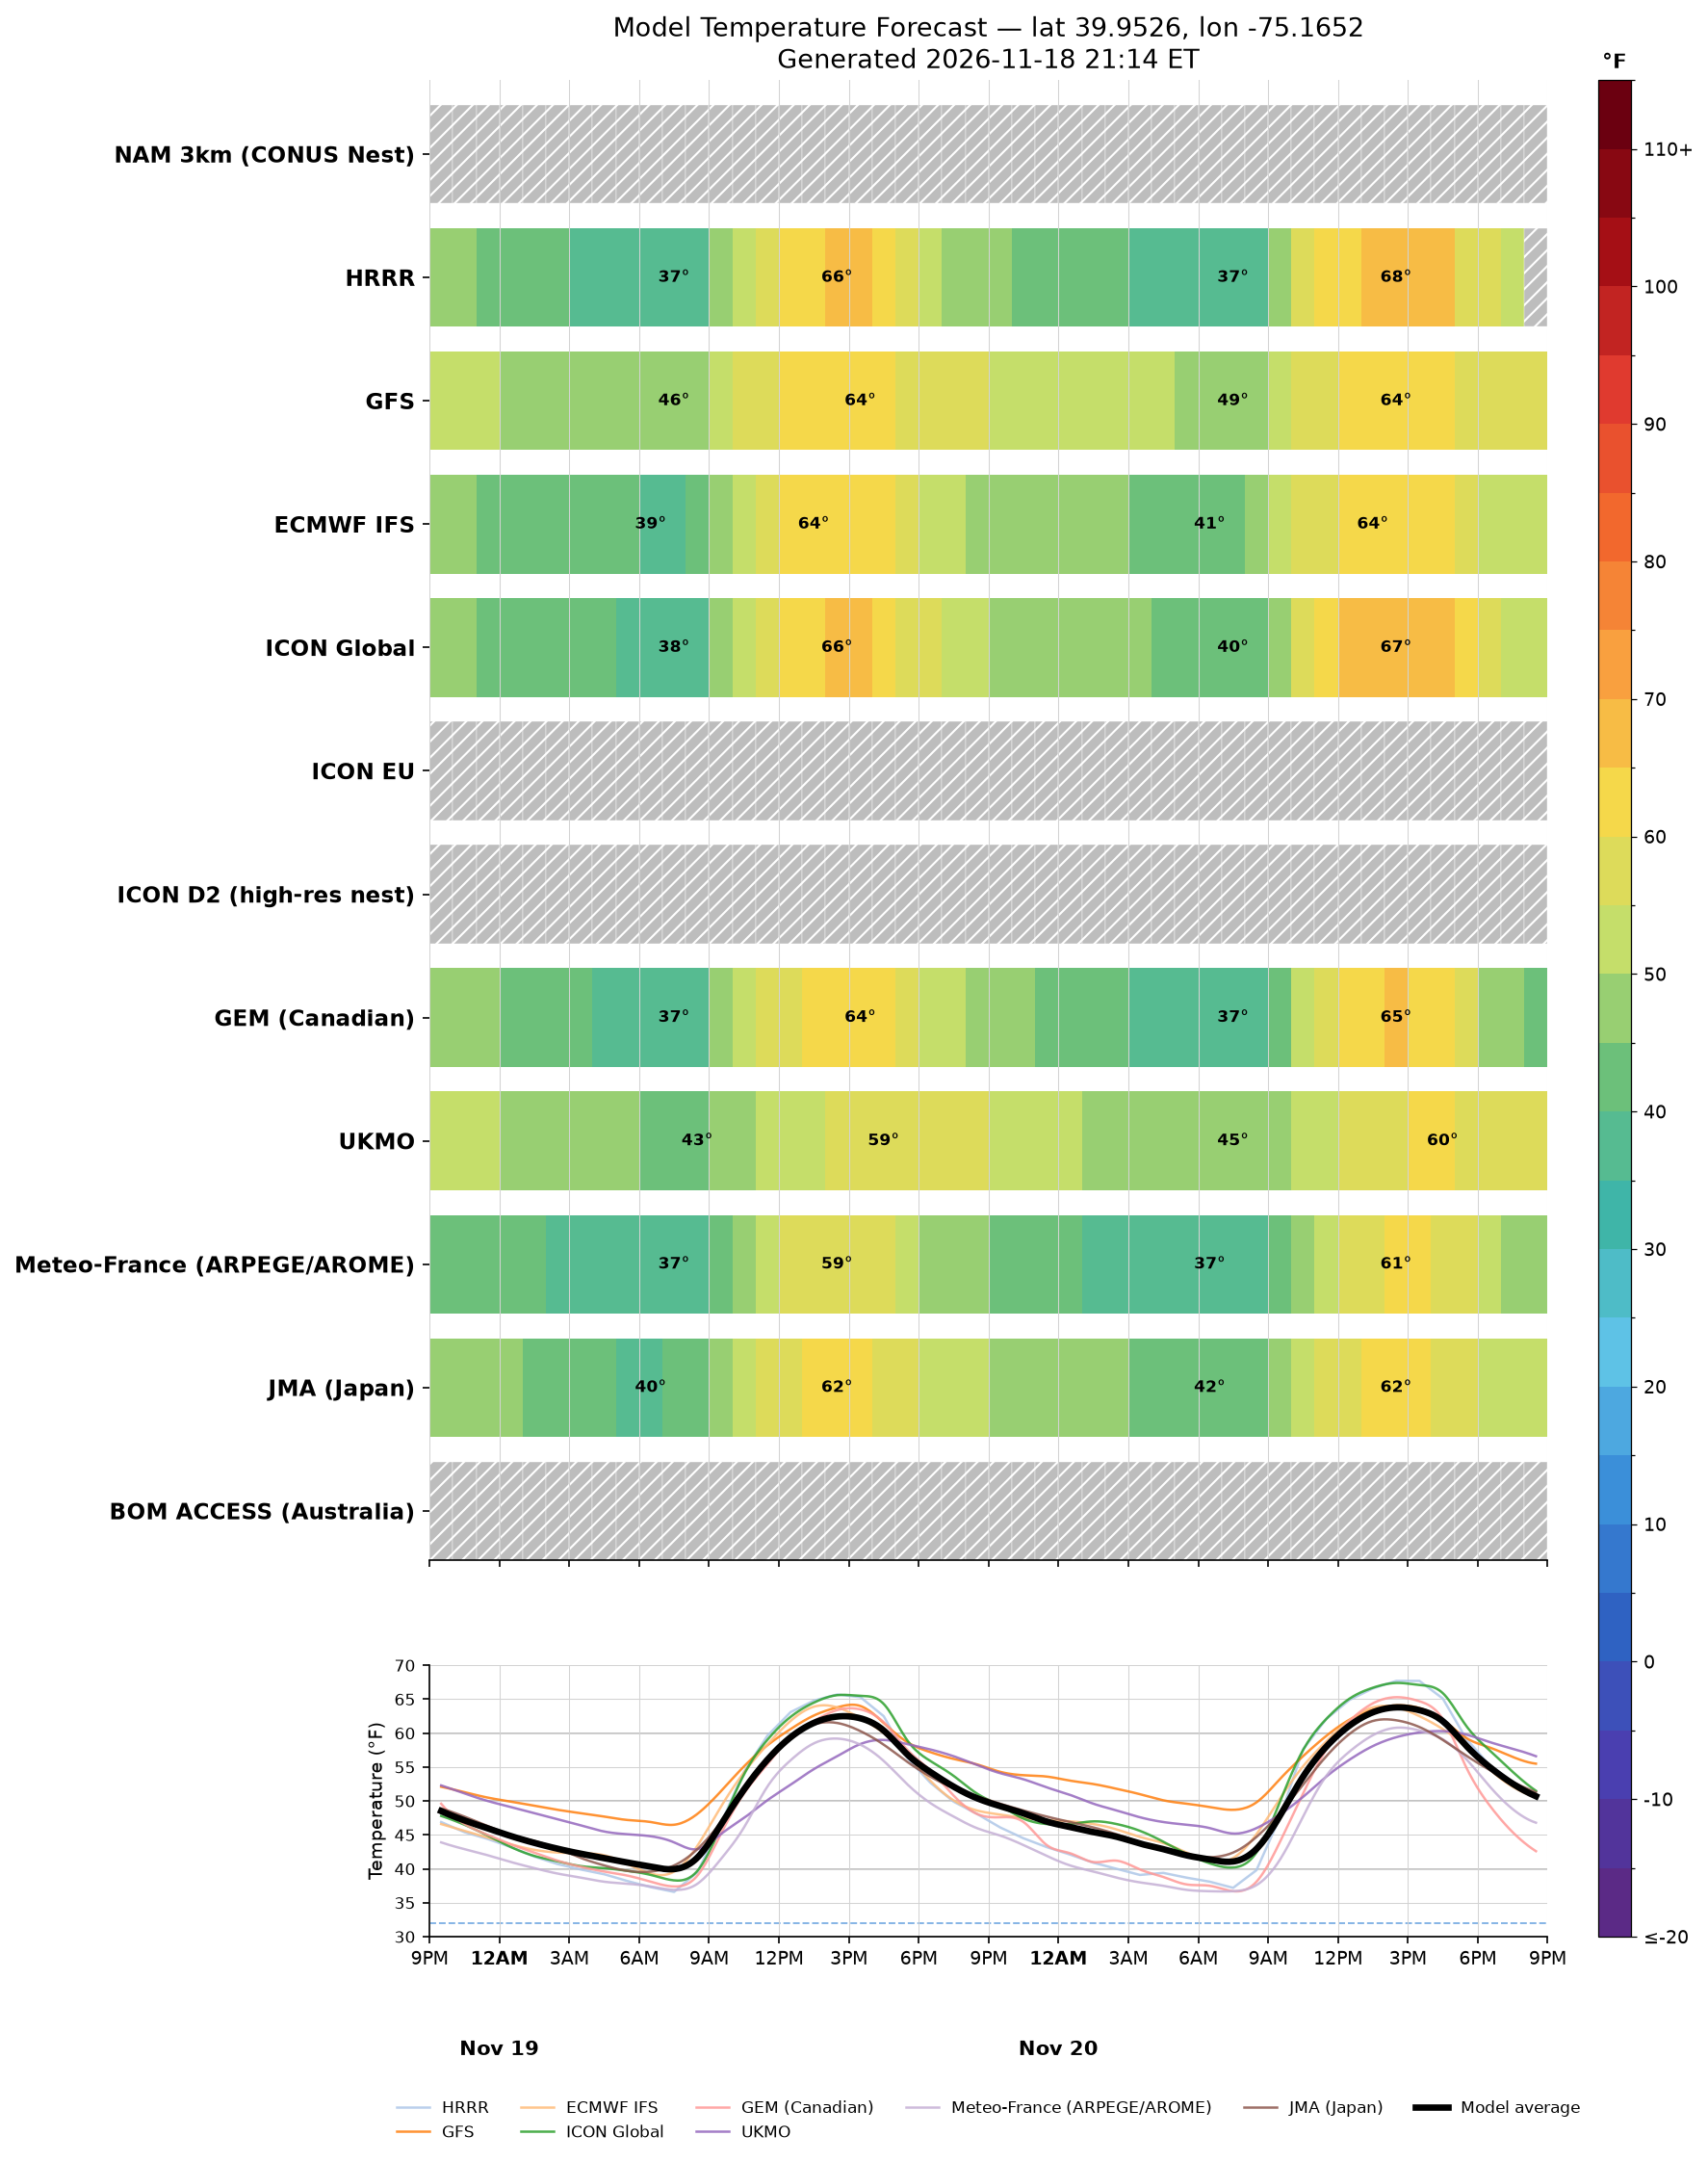 Model Temperature Forecast — lat 39.9526, lon -75.1652
Generated 2026-11-18 21:14 ET
°F
NAM 3km (CONUS Nest)
HRRR
37° 66° 37° 68°
GFS
46° 64° 49° 64°
ECMWF IFS
39° 64° 41° 64°
ICON Global
38° 66° 40° 67°
ICON EU
ICON D2 (high-res nest)
GEM (Canadian)
37° 64° 37° 65°
UKMO
43° 59° 45° 60°
Meteo-France (ARPEGE/AROME)
37° 59° 37° 61°
JMA (Japan)
40° 62° 42° 62°
BOM ACCESS (Australia)
110+
100
90
80
70
60
50
40
30
20
10
0
-10
≤-20
Temperature (°F)
70
65
60
55
50
45
40
35
30
9PM 12AM 3AM 6AM 9AM 12PM 3PM 6PM 9PM 12AM 3AM 6AM 9AM 12PM 3PM 6PM 9PM
Nov 19 Nov 20
HRRR ECMWF IFS GEM (Canadian) Meteo-France (ARPEGE/AROME) JMA (Japan) Model average
GFS ICON Global UKMO